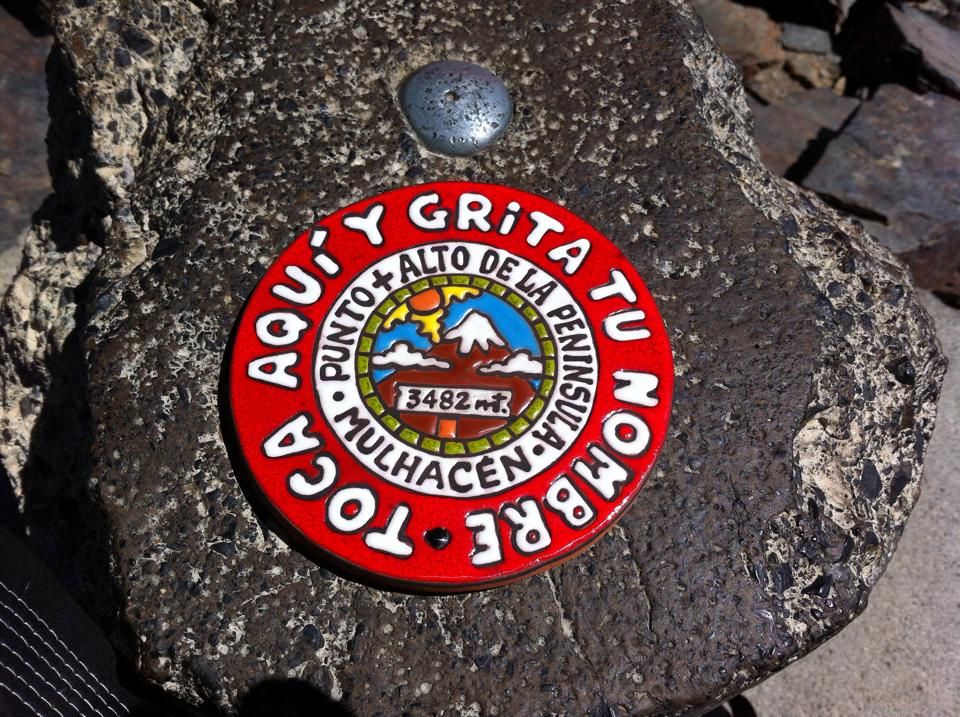 TOCA AQUÍ Y GRiTA TU NOMBRE
PUNTO + ALTO DE LA PENINSULA
MULHACÉN
3482 mt.